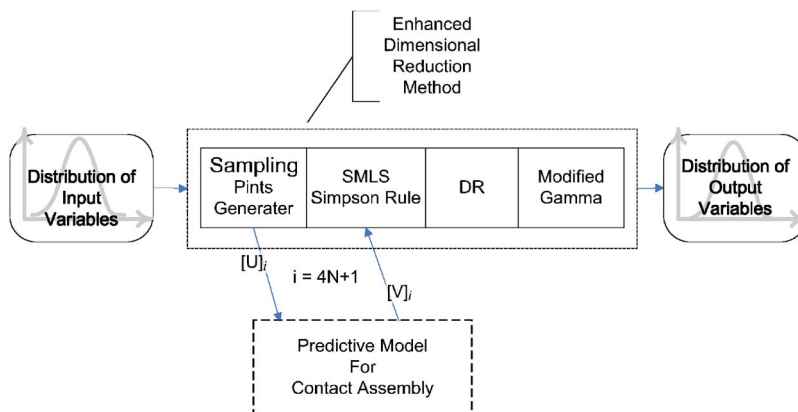 Enhanced
Dimensional
Reduction
Method
Distribution of
Input
Variables
Sampling
Pints
Generater
SMLS
Simpson Rule
DR
Modified
Gamma
Distribution of
Output
Variables
[U]i
i = 4N+1
[V]i
Predictive Model
For
Contact Assembly